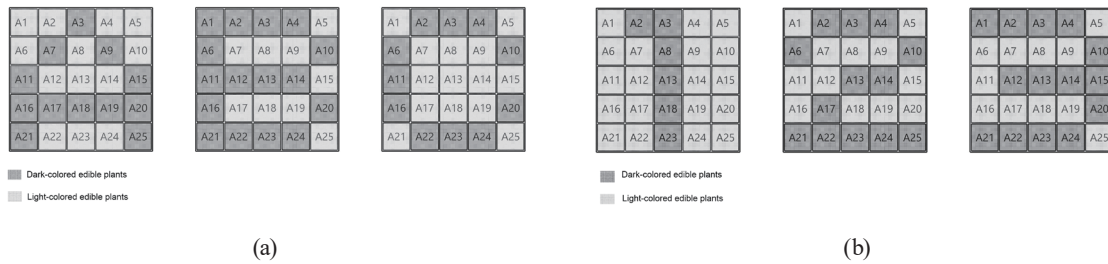 A1 A2 A3 A4 A5 A1 A2 A3 A4 A5 A1 A2 A3 A4 A5 A1 A2 A3 A4 A5 A1 A2 A3 A4 A5 A1 A2 A3 A4 A5
A6 A7 A8 A9 A10 A6 A7 A8 A9 A10 A6 A7 A8 A9 A10 A6 A7 A8 A9 A10 A6 A7 A8 A9 A10 A6 A7 A8 A9 A10
A11 A12 A13 A14 A15 A11 A12 A13 A14 A15 A11 A12 A13 A14 A15 A11 A12 A13 A14 A15 A11 A12 A13 A14 A15 A11 A12 A13 A14 A15
A16 A17 A18 A19 A20 A16 A17 A18 A19 A20 A16 A17 A18 A19 A20 A16 A17 A18 A19 A20 A16 A17 A18 A19 A20 A16 A17 A18 A19 A20
A21 A22 A23 A24 A25 A21 A22 A23 A24 A25 A21 A22 A23 A24 A25 A21 A22 A23 A24 A25 A21 A22 A23 A24 A25 A21 A22 A23 A24 A25
Dark-colored edible plants Dark-colored edible plants
Light-colored edible plants Light-colored edible plants
(a) (b)